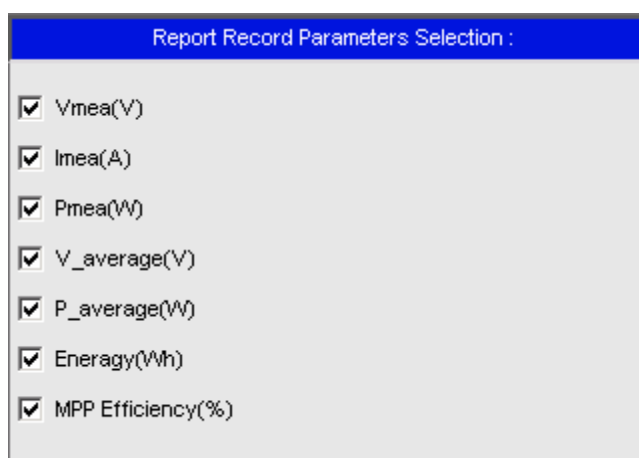 Report Record Parameters Selection :
Vmea(V)
Imea(A)
Pmea(W)
V_average(V)
P_average(W)
Eneragy(Wh)
MPP Efficiency(%)